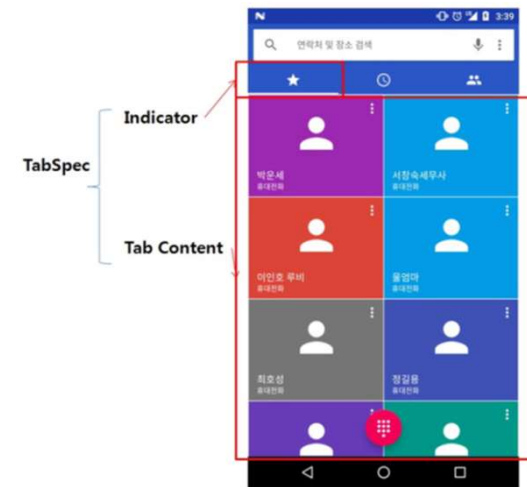 N 3:39
연락처 및 장소 검색
Indicator
TabSpec
Tab Content
박운세
휴대전화
서창숙세무사
휴대전화
이인호 루비
휴대전화
울엄마
휴대전화
최호성
휴대전화
정길용
휴대전화